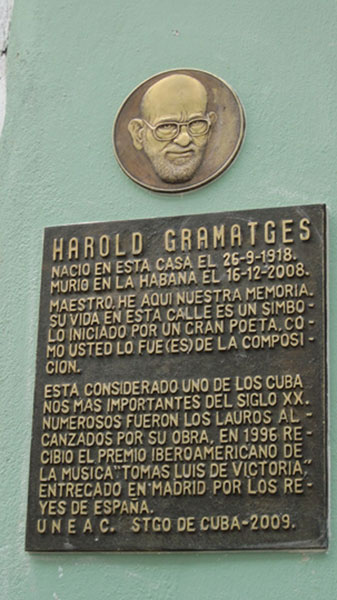 HAROLD GRAMATGES
NACIO EN ESTA CASA EL 26-9-1918.
MURIO EN LA HABANA EL 16-12-2008.
MAESTRO, HE AQUI NUESTRA MEMORIA.
SU VIDA EN ESTA CALLE ES UN SIMBO-
LO INICIADO POR UN GRAN POETA, CO-
MO USTED LO FUE(ES) DE LA COMPOSI-
CION.
ESTA CONSIDERADO UNO DE LOS CUBA
NOS MAS IMPORTANTES DEL SIGLO XX.
NUMEROSOS FUERON LOS LAUROS AL-
CANZADOS POR SU OBRA, EN 1996 RE-
CIBIO EL PREMIO IBEROAMERICANO DE
LA MUSICA "TOMAS LUIS DE VICTORIA,"
ENTREGADO EN MADRID POR LOS RE-
YES DE ESPAÑA.
U N E A C. STGO DE CUBA-2009.